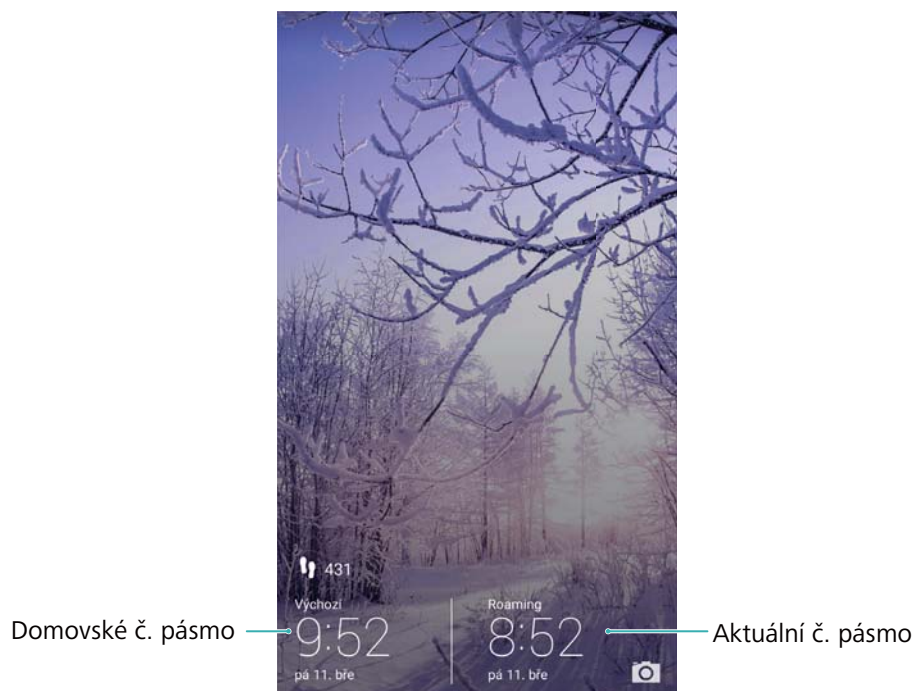 431
Výchozí
Roaming
Domovské č. pásmo
9:52
8:52
Aktuální č. pásmo
pá 11. bře
pá 11. bře